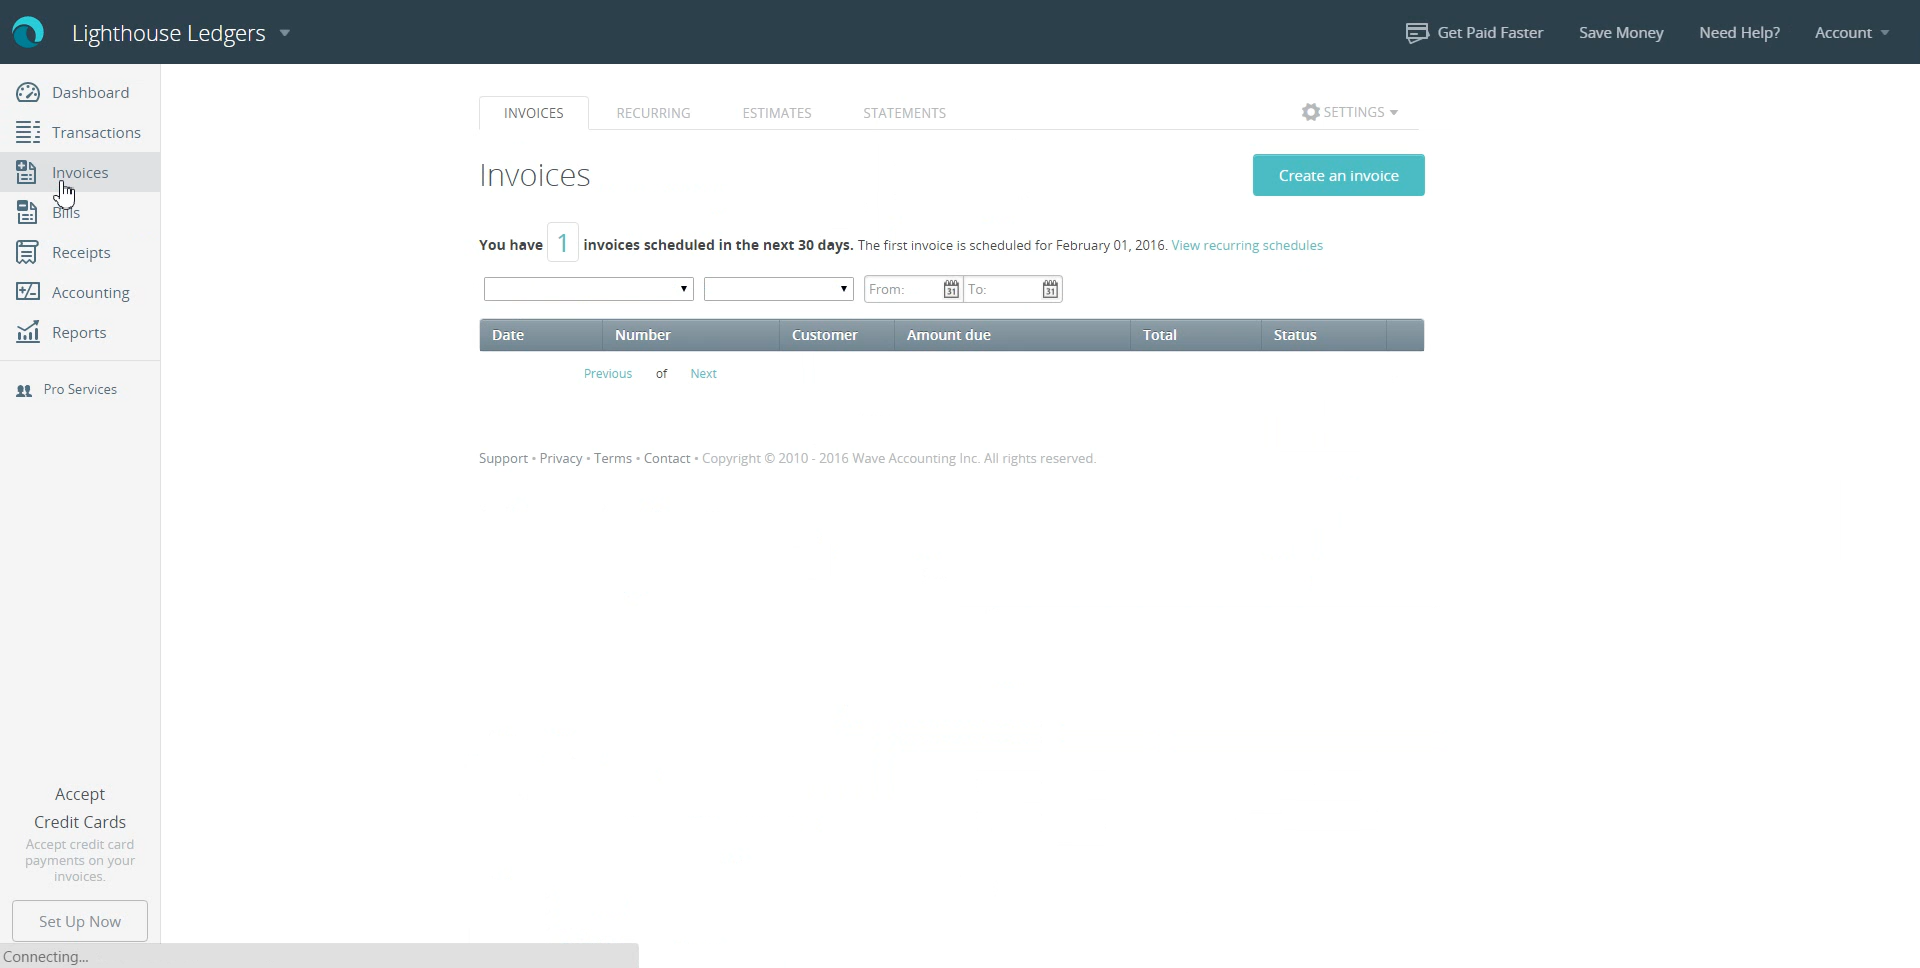 Lighthouse Ledgers
Get Paid Faster
Save Money
Need Help?
Account
Dashboard
Transactions
Invoices
Bills
Receipts
Accounting
Reports
Pro Services
Accept
Credit Cards
Accept credit card
payments on your
invoices.
Set Up Now
Connecting...
INVOICES
RECURRING
ESTIMATES
STATEMENTS
SETTINGS
Invoices
Create an invoice
You have 1 invoices scheduled in the next 30 days. The first invoice is scheduled for February 01, 2016. View recurring schedules
From: 31 To: 31
Date Number Customer Amount due Total Status
Previous of Next
Support • Privacy • Terms • Contact • Copyright © 2010 - 2016 Wave Accounting Inc. All rights reserved.